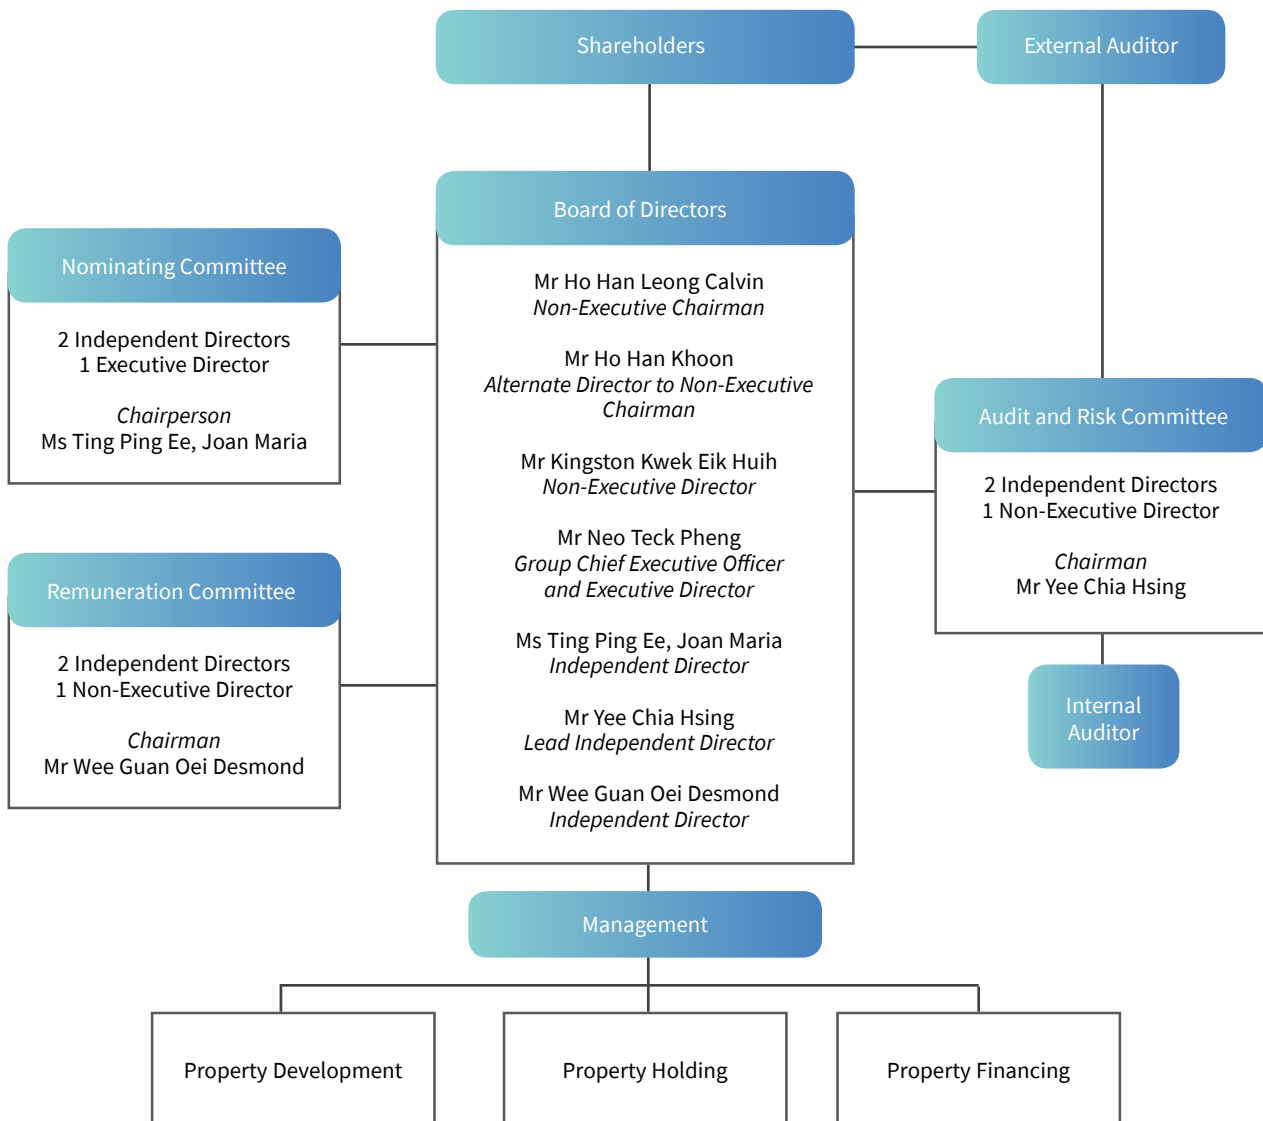 Shareholders
External Auditor
Board of Directors
Mr Ho Han Leong Calvin
Non-Executive Chairman
Mr Ho Han Khoon
Alternate Director to Non-Executive
Chairman
Mr Kingston Kwek Eik Huih
Non-Executive Director
Mr Neo Teck Pheng
Group Chief Executive Officer
and Executive Director
Ms Ting Ping Ee, Joan Maria
Independent Director
Mr Yee Chia Hsing
Lead Independent Director
Mr Wee Guan Oei Desmond
Independent Director
Nominating Committee
2 Independent Directors
1 Executive Director
Chairperson
Ms Ting Ping Ee, Joan Maria
Remuneration Committee
2 Independent Directors
1 Non-Executive Director
Chairman
Mr Wee Guan Oei Desmond
Audit and Risk Committee
2 Independent Directors
1 Non-Executive Director
Chairman
Mr Yee Chia Hsing
Internal
Auditor
Management
Property Development
Property Holding
Property Financing